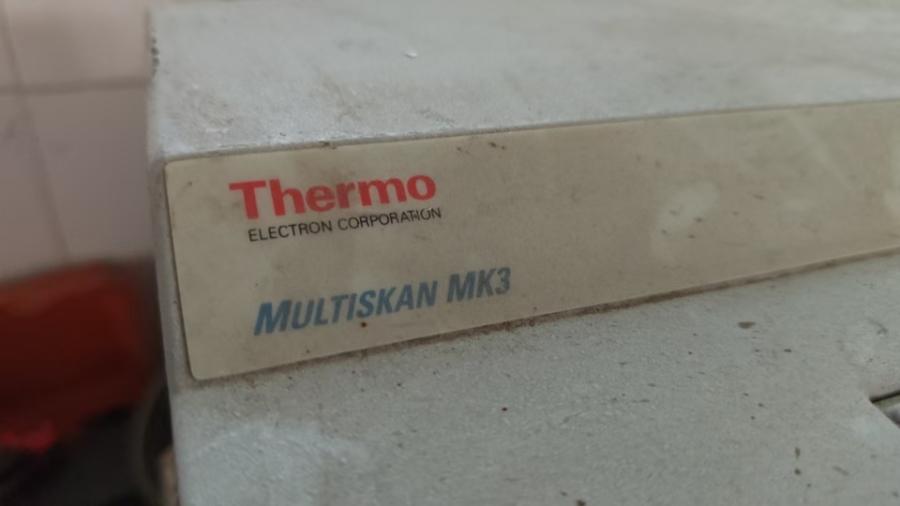 Thermo
ELECTRON CORPORATION
MULTISKAN MK3